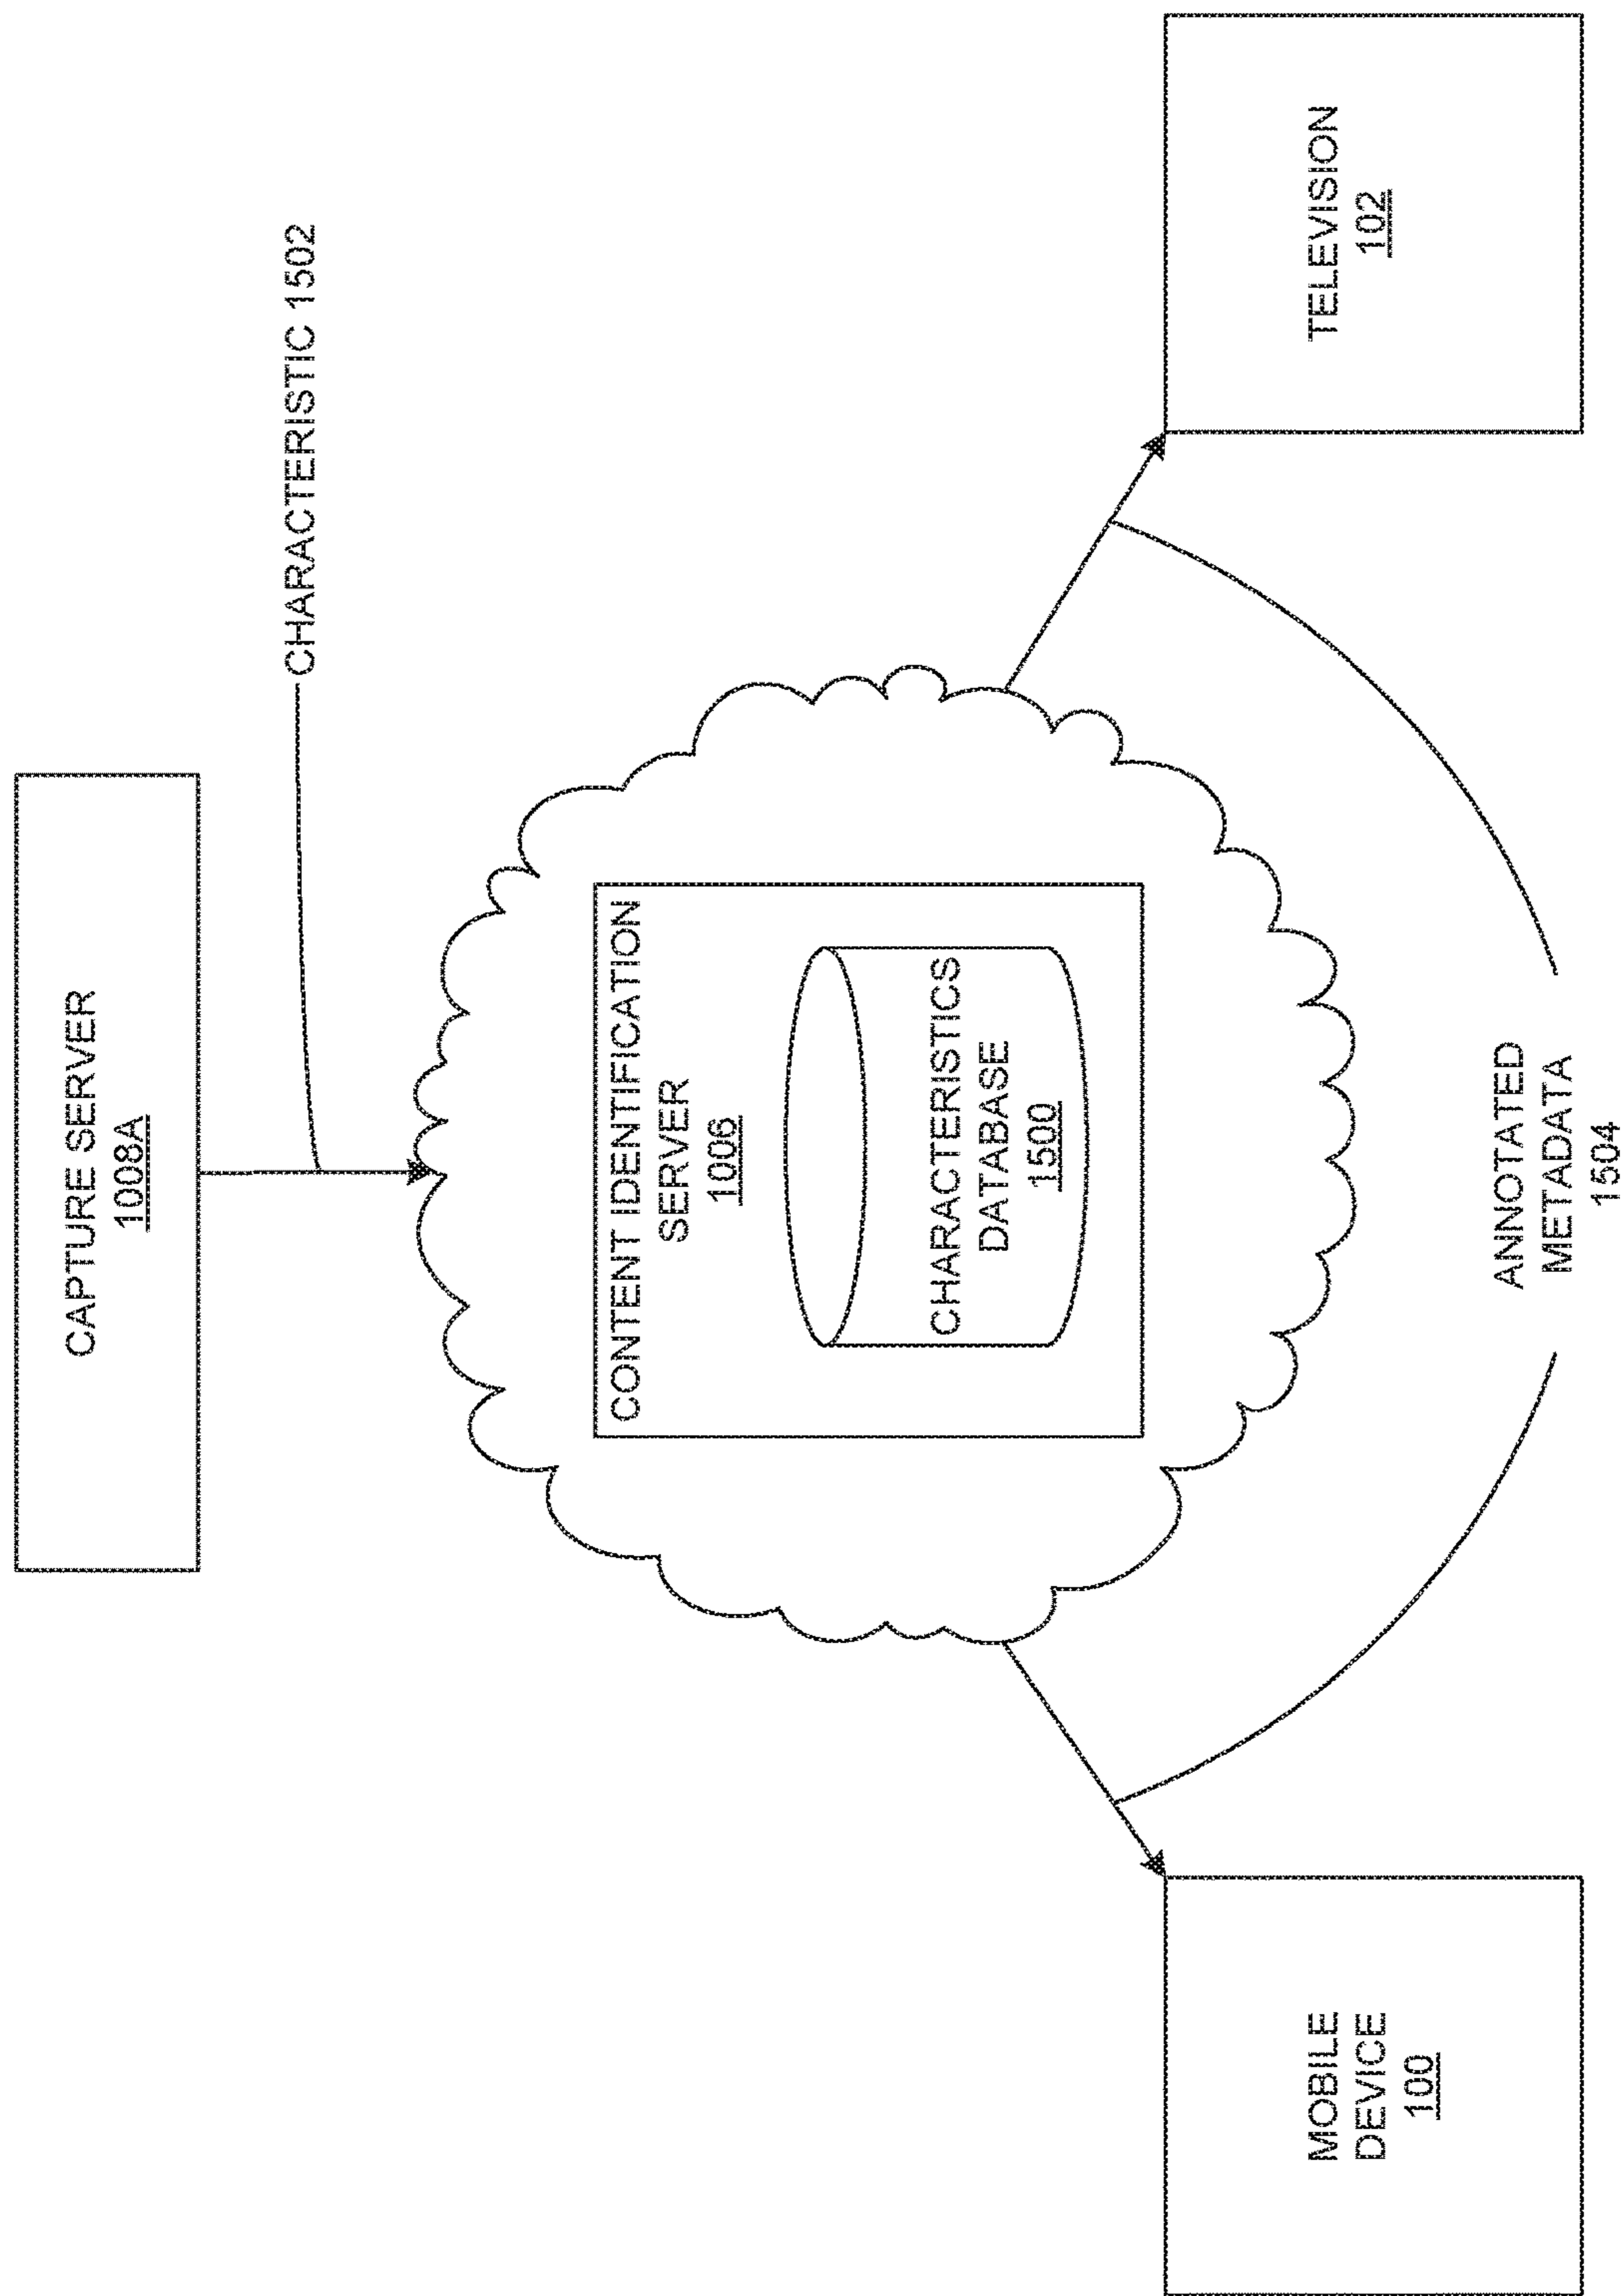 CAPTURE SERVER
1008A
CHARACTERISTIC 1502
CONTENT IDENTIFICATION
SERVER
1006
CHARACTERISTICS
DATABASE
1500
MOBILE
DEVICE
100
TELEVISION
102
ANNOTATED
METADATA
1504